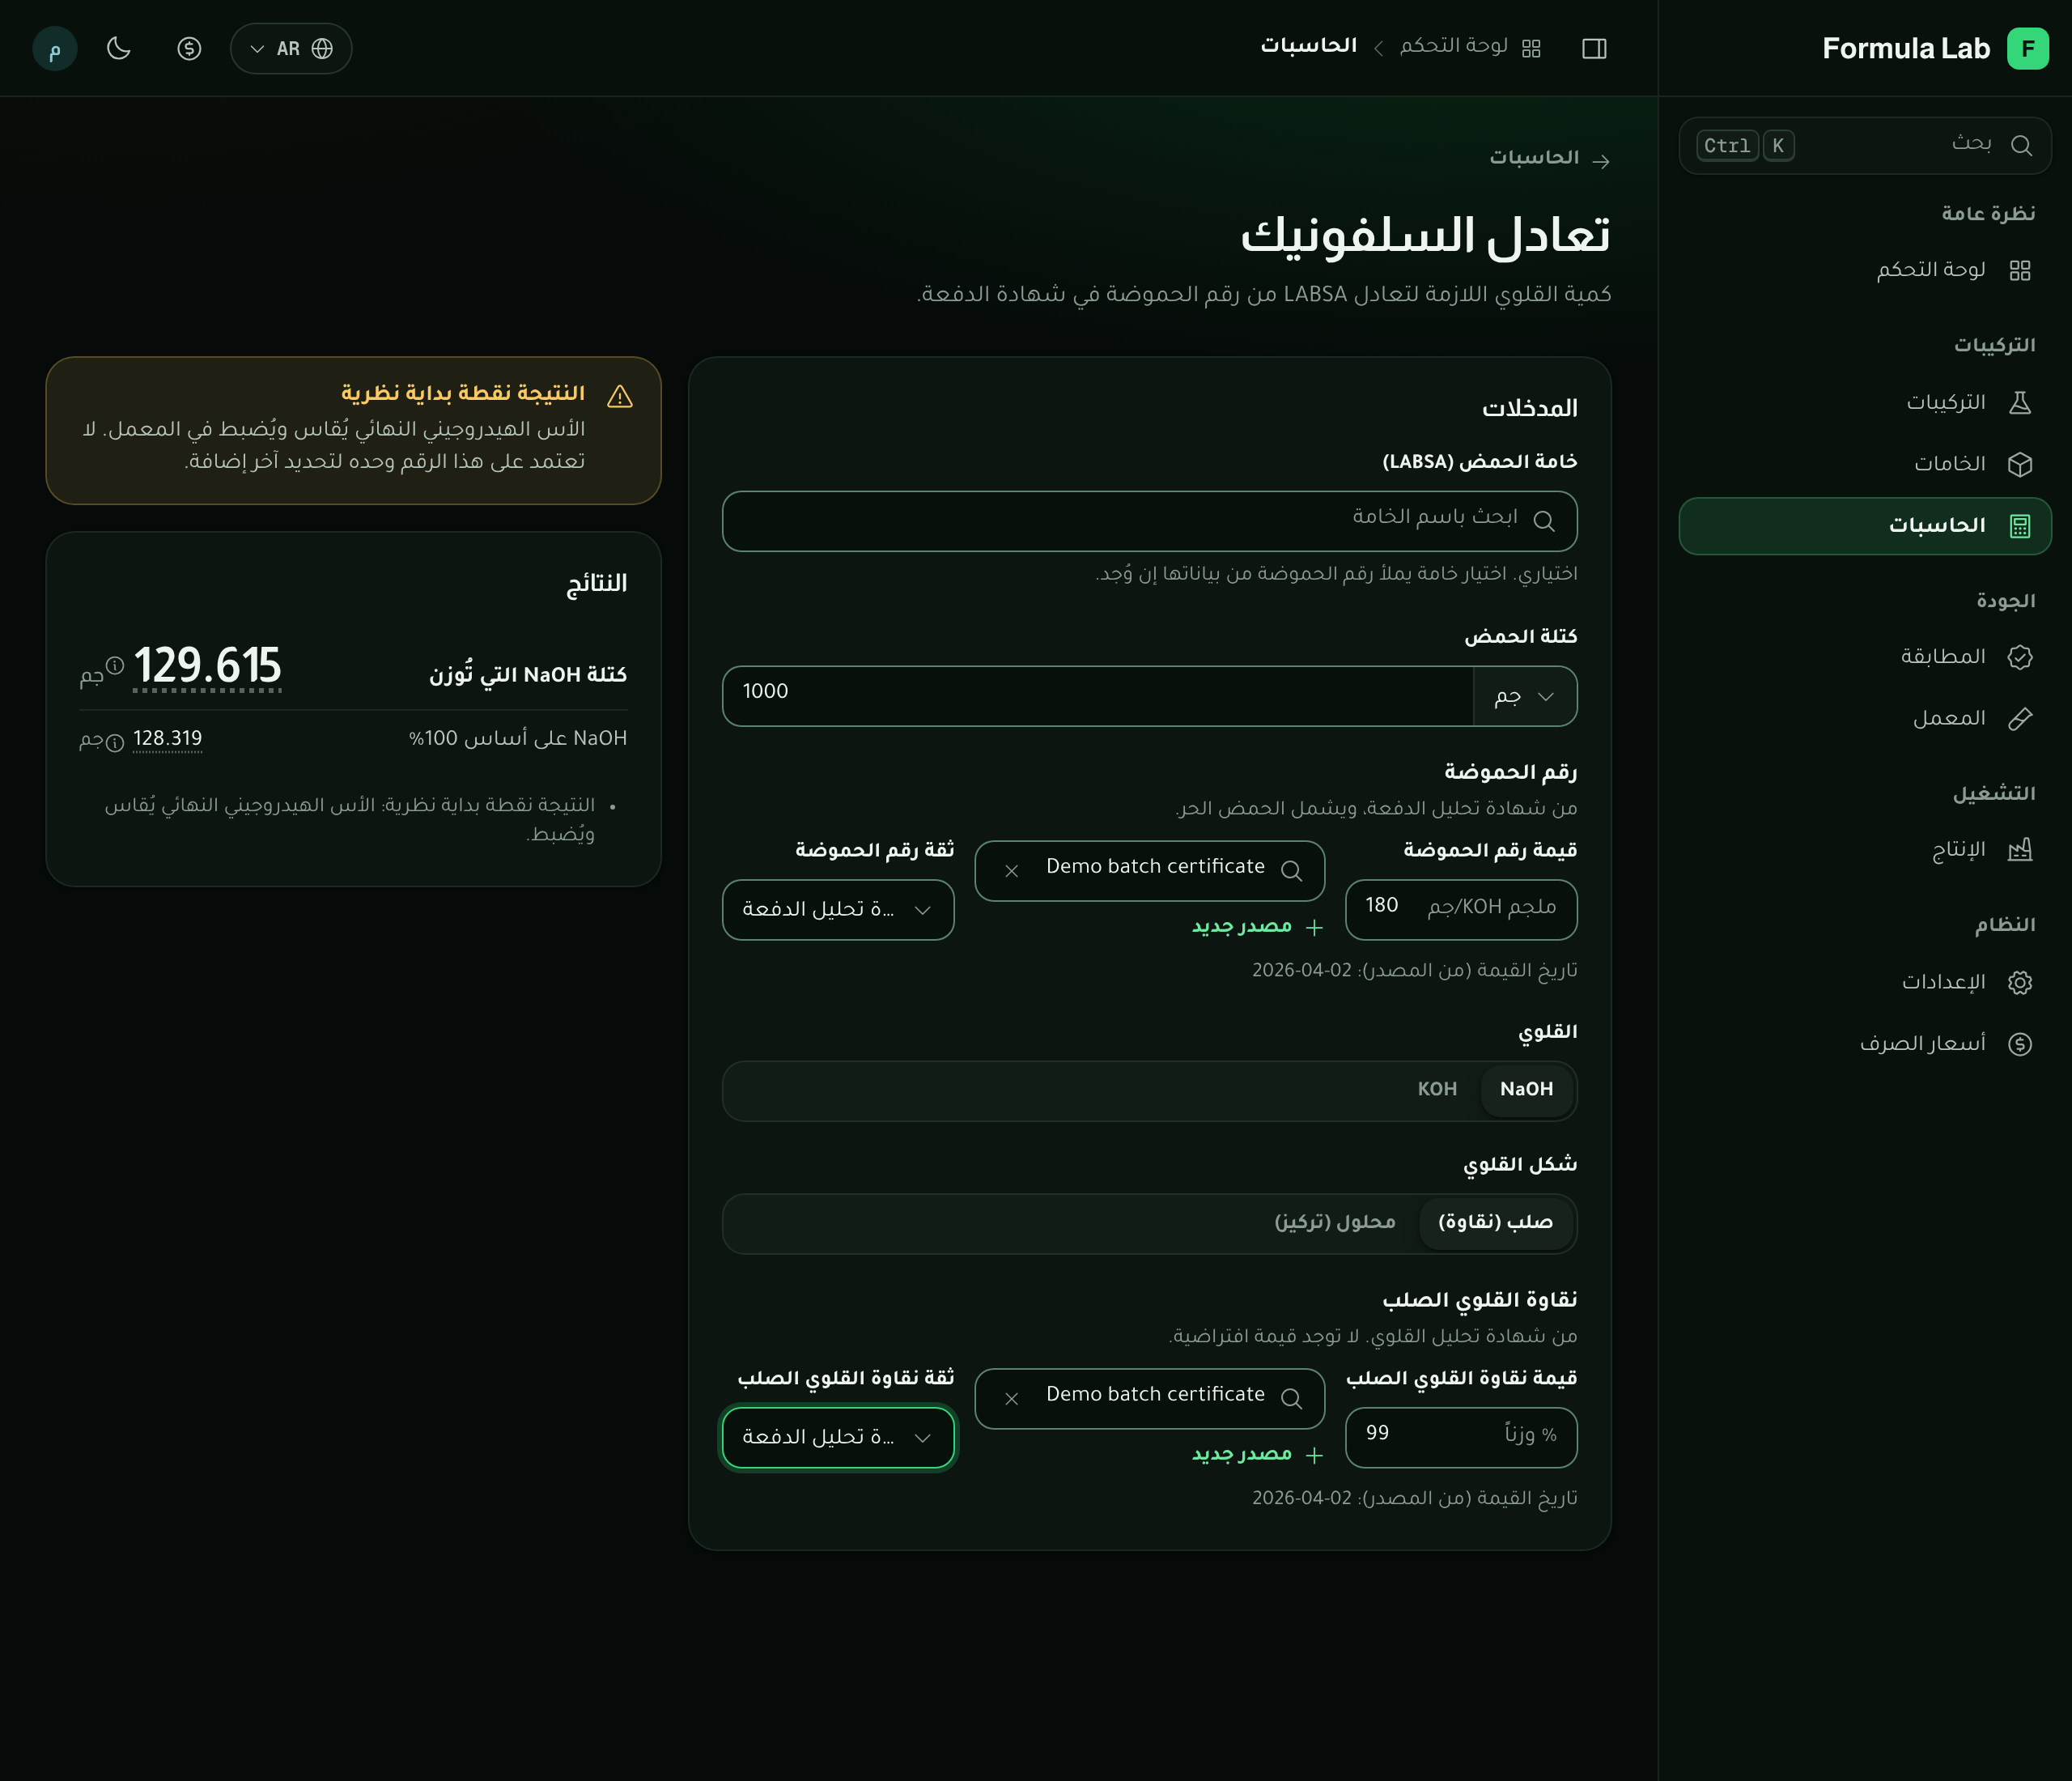 Formula Lab
F
لوحة التحكم
الحاسبات
AR
م
بحث
Ctrl K
نظرة عامة
لوحة التحكم
التركيبات
التركيبات
الخامات
الحاسبات
الجودة
المطابقة
المعمل
التشغيل
الإنتاج
النظام
الإعدادات
أسعار الصرف
الحاسبات
تعادل السلفونيك
كمية القلوي اللازمة لتعادل LABSA من رقم الحموضة في شهادة الدفعة.
المدخلات
خامة الحمض (LABSA)
ابحث باسم الخامة
اختياري. اختيار خامة يملأ رقم الحموضة من بياناتها إن وُجد.
كتلة الحمض
جم
1000
رقم الحموضة
من شهادة تحليل الدفعة، ويشمل الحمض الحر.
قيمة رقم الحموضة
ملجم KOH/جم
180
Demo batch certificate
مصدر جديد
ثقة رقم الحموضة
ة تحليل الدفعة...
تاريخ القيمة (من المصدر): 2026-04-02
القلوي
NaOH
KOH
شكل القلوي
صلب (نقاوة)
محلول (تركيز)
نقاوة القلوي الصلب
من شهادة تحليل القلوي. لا توجد قيمة افتراضية.
قيمة نقاوة القلوي الصلب
% وزناً
99
Demo batch certificate
مصدر جديد
ثقة نقاوة القلوي الصلب
ة تحليل الدفعة...
تاريخ القيمة (من المصدر): 2026-04-02
النتيجة نقطة بداية نظرية
الأس الهيدروجيني النهائي يُقاس ويُضبط في المعمل. لا
تعتمد على هذا الرقم وحده لتحديد آخر إضافة.
النتائج
كتلة NaOH التي تُوزن
129.615 جم
NaOH على أساس 100%
128.319 جم
• النتيجة نقطة بداية نظرية: الأس الهيدروجيني النهائي يُقاس
ويُضبط.